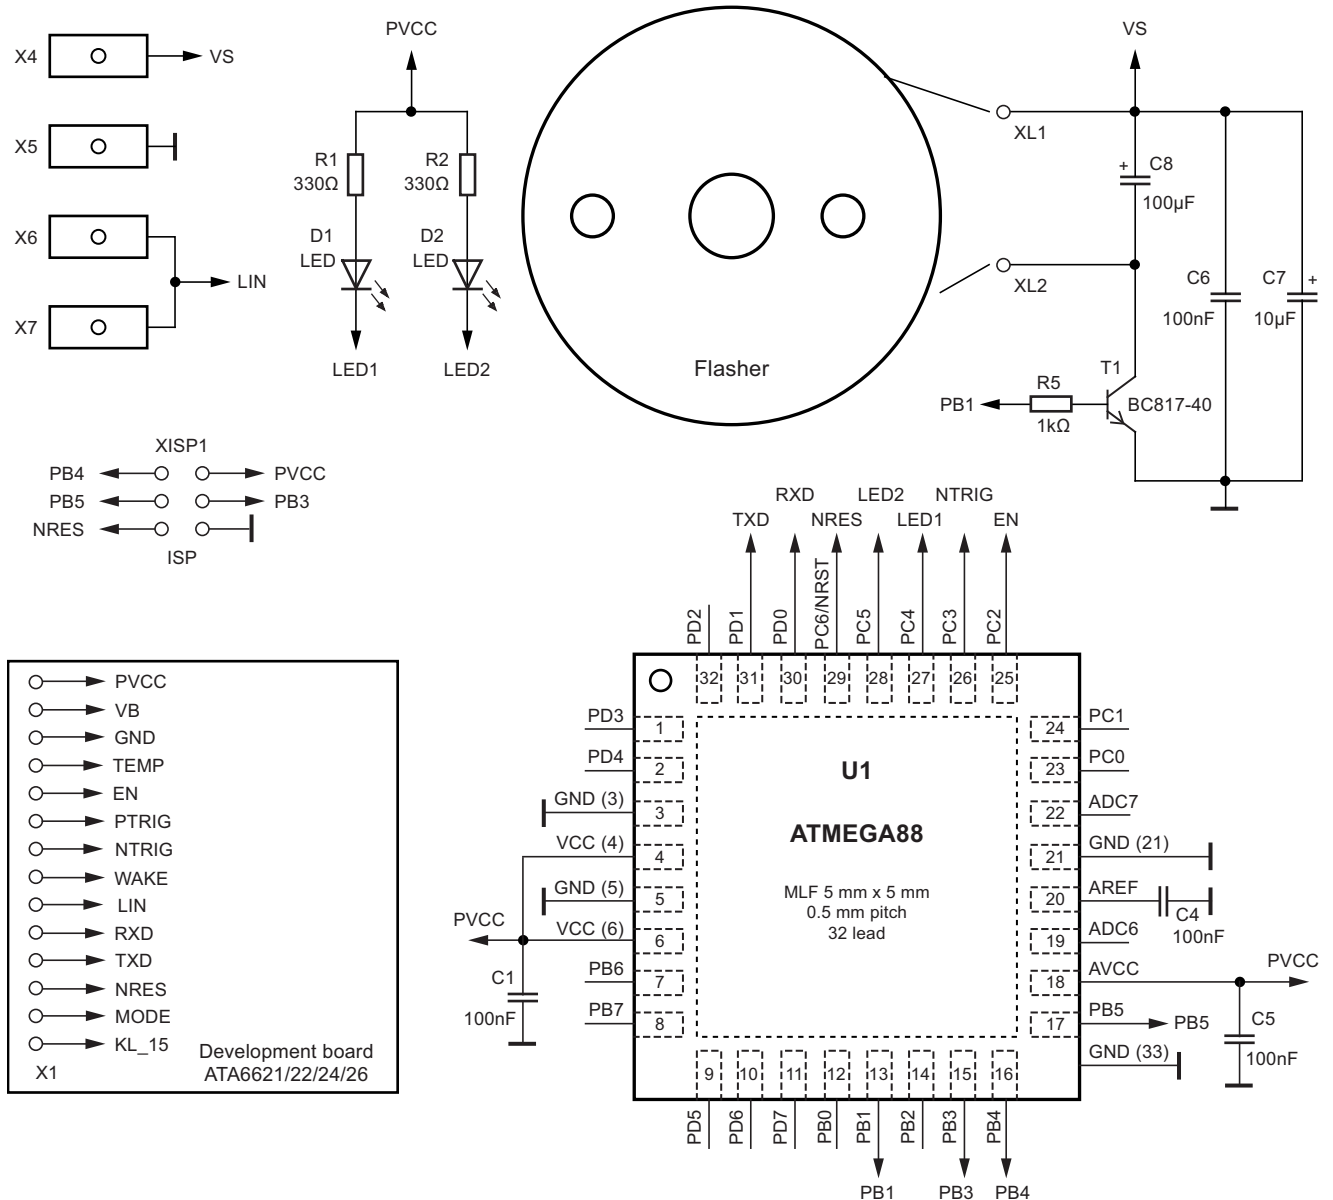 X4
VS
X5
X6
LIN
X7
PVCC
R1
330Ω
R2
330Ω
D1
LED
D2
LED
LED1
LED2
Flasher
VS
XL1
C8
+
100µF
XL2
C6
100nF
C7
+
10µF
T1
BC817-40
R5
1kΩ
PB1
XISP1
PB4
PVCC
PB5
PB3
NRES
ISP
PVCC
VB
GND
TEMP
EN
PTRIG
NTRIG
WAKE
LIN
RXD
TXD
NRES
MODE
KL_15
X1
Development board
ATA6621/22/24/26
RXD
LED2
NTRIG
TXD
NRES
LED1
EN
PD2
PD1
PD0
PC6/NRST
PC5
PC4
PC3
PC2
32
31
30
29
28
27
26
25
PD3
1
PD4
2
GND (3)
3
VCC (4)
4
GND (5)
5
PVCC
VCC (6)
6
PB6
7
PB7
8
C1
100nF
U1
ATMEGA88
MLF 5 mm x 5 mm
0.5 mm pitch
32 lead
24
PC1
23
PC0
22
ADC7
21
GND (21)
20
AREF
C4
100nF
19
ADC6
18
AVCC
PVCC
17
PB5
PB5
C5
100nF
GND (33)
9
10
11
12
13
14
15
16
PD5
PD6
PD7
PB0
PB1
PB2
PB3
PB4
PB1
PB3
PB4